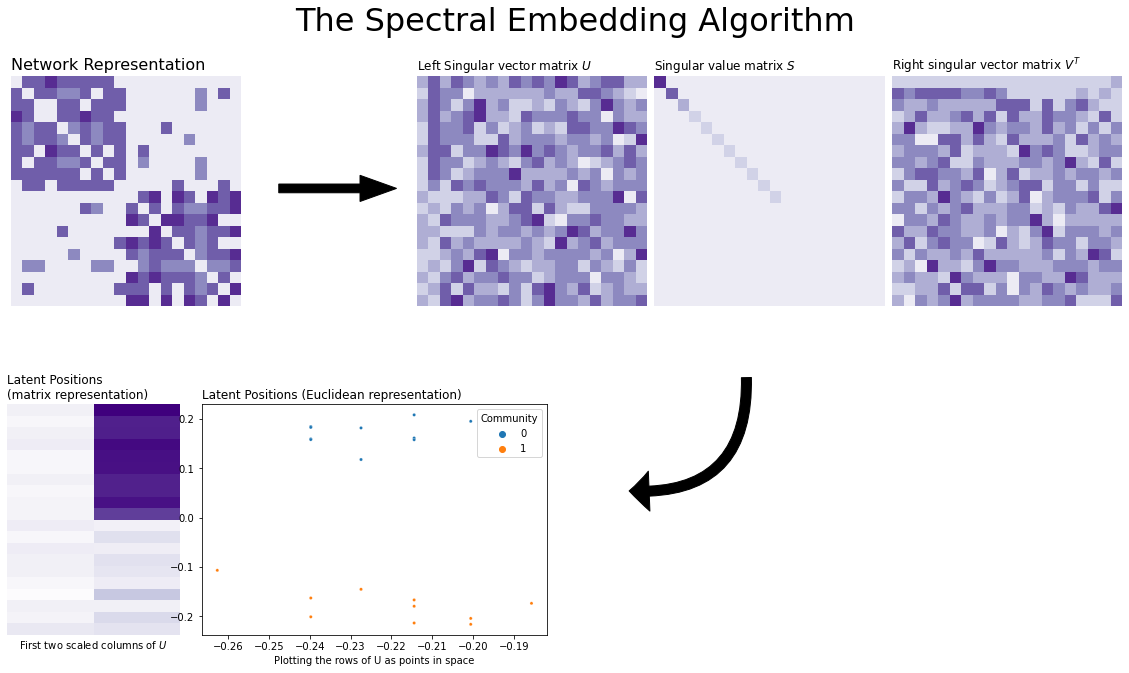 The Spectral Embedding Algorithm
Network Representation
Left Singular vector matrix U
Singular value matrix S
Right singular vector matrix V^T
Latent Positions
(matrix representation)
First two scaled columns of U
Latent Positions (Euclidean representation)
Community
0
1
0.2
0.1
0.0
−0.1
−0.2
−0.26
−0.25
−0.24
−0.23
−0.22
−0.21
−0.20
−0.19
Plotting the rows of U as points in space